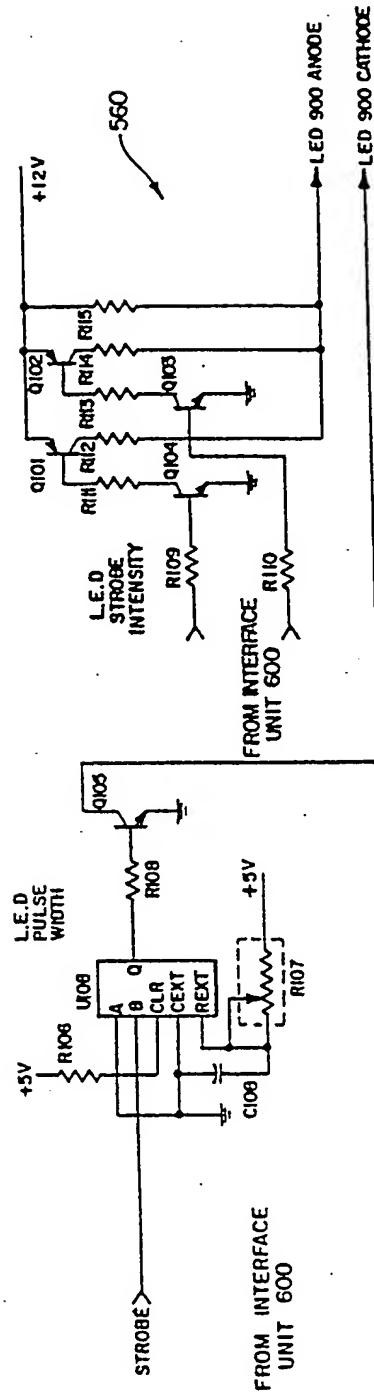 STROBE
FROM INTERFACE
UNIT 600
+5V
R106
L.E.D
PULSE
WIDTH
U108
A
B
CLR
CEXT
REXT
Q
C108
R107
+5V
R108
Q105
FROM INTERFACE
UNIT 600
L.E.D
STROBE
INTENSITY
R109
R110
Q104
Q103
R111
R112
R113
R114
R115
Q101
Q102
+12V
560
LED 900 ANODE
LED 900 CATHODE